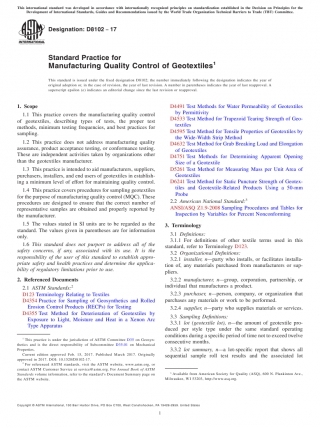 This international standard was developed in accordance with internationally recognized principles on standardization established in the Decision on Principles for the
Development of International Standards, Guides and Recommendations issued by the World Trade Organization Technical Barriers to Trade (TBT) Committee.
Designation: D8102 − 17
INTERNATIONAL
Standard Practice for
Manufacturing Quality Control of Geotextiles1
This standard is issued under the fixed designation D8102; the number immediately following the designation indicates the year of
original adoption or, in the case of revision, the year of last revision. A number in parentheses indicates the year of last reapproval. A
superscript epsilon (ε) indicates an editorial change since the last revision or reapproval.
1. Scope
1.1 This practice covers the manufacturing quality control
of geotextiles, describing types of tests, the proper test
methods, minimum testing frequencies, and best practices for
sampling.
1.2 This practice does not address manufacturing quality
assurance, product acceptance testing, or conformance testing.
These are independent activities taken by organizations other
than the geotextiles manufacturer.
1.3 This practice is intended to aid manufacturers, suppliers,
purchasers, installers, and end users of geotextiles in establish-
ing a minimum level of effort for maintaining quality control.
1.4 This practice covers procedures for sampling geotextiles
for the purpose of manufacturing quality control (MQC). These
procedures are designed to ensure that the correct number of
representative samples are obtained and properly reported by
the manufacturer.
1.5 The values stated in SI units are to be regarded as the
standard. The values given in parentheses are for information
only.
1.6 This standard does not purport to address all of the
safety concerns, if any, associated with its use. It is the
responsibility of the user of this standard to establish appro-
priate safety and health practices and determine the applica-
bility of regulatory limitations prior to use.
2. Referenced Documents
2.1 ASTM Standards:2
D123 Terminology Relating to Textiles
D4354 Practice for Sampling of Geosynthetics and Rolled
Erosion Control Products (RECPs) for Testing
D4355 Test Method for Deterioration of Geotextiles by
Exposure to Light, Moisture and Heat in a Xenon Arc
Type Apparatus
1 This practice is under the jurisdiction of ASTM Committee D35 on Geosyn-
thetics and is the direct responsibility of Subcommittee D35.01 on Mechanical
Properties.
Current edition approved Feb. 15, 2017. Published March 2017. Originally
approved in 2017. DOI: 10.1520/D8102-17.
2 For referenced ASTM standards, visit the ASTM website, www.astm.org, or
contact ASTM Customer Service at service@astm.org. For Annual Book of ASTM
Standards volume information, refer to the standard's Document Summary page on
the ASTM website.
D4491 Test Methods for Water Permeability of Geotextiles
by Permittivity
D4533 Test Method for Trapezoid Tearing Strength of Geo-
textiles
D4595 Test Method for Tensile Properties of Geotextiles by
the Wide-Width Strip Method
D4632 Test Method for Grab Breaking Load and Elongation
of Geotextiles
D4751 Test Methods for Determining Apparent Opening
Size of a Geotextile
D5261 Test Method for Measuring Mass per Unit Area of
Geotextiles
D6241 Test Method for Static Puncture Strength of Geotex-
tiles and Geotextile-Related Products Using a 50-mm
Probe
2.2 American National Standard:3
ANSI/ASQ Z1.9-2008 Sampling Procedures and Tables for
Inspection by Variables for Percent Nonconforming
3. Terminology
3.1 Definitions:
3.1.1 For definitions of other textile terms used in this
standard, refer to Terminology D123.
3.2 Organizational Definitions:
3.2.1 installer, n—party who installs, or facilitates installa-
tion of, any materials purchased from manufacturers or sup-
pliers.
3.2.2 manufacturer, n—group, corporation, partnership, or
individual that manufactures a product.
3.2.3 purchaser, n—person, company, or organization that
purchases any materials or work to be performed.
3.2.4 supplier, n—party who supplies materials or services.
3.3 Sampling Definitions:
3.3.1 lot (geotextile lot), n—the amount of geotextile pro-
duced per style type under the same standard operating
conditions during a specific period of time not to exceed twelve
consecutive months.
3.3.2 lot summary, n—a lot-specific report that shows all
sequential sample roll test results and the associated lot
3 Available from American Society for Quality (ASQ), 600 N. Plankinton Ave.,
Milwaukee, WI 53203, http://www.asq.org.
Copyright © ASTM International, 100 Barr Harbor Drive, PO Box C700, West Conshohocken, PA 19428-2959. United States
1